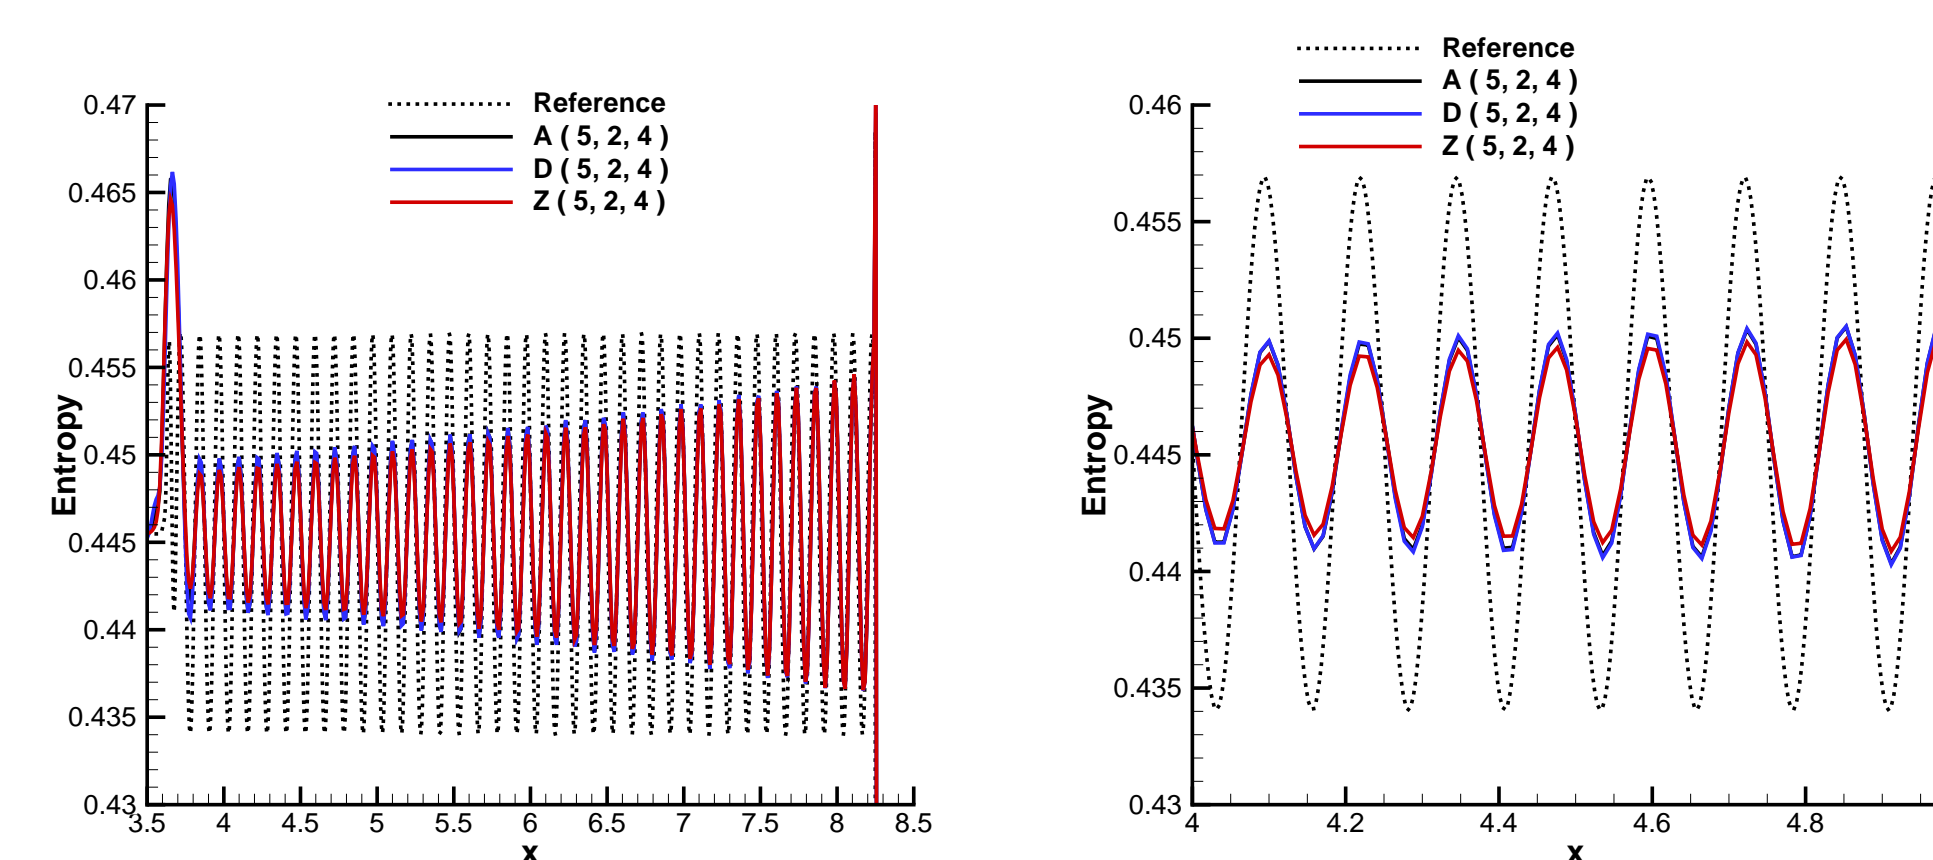 Reference
A ( 5, 2, 4 )
D ( 5, 2, 4 )
Z ( 5, 2, 4 )
0.47
0.465
0.46
0.455
0.45
0.445
0.44
0.435
0.43
Entropy
3.5 4 4.5 5 5.5 6 6.5 7 7.5 8 8.5
x
Reference
A ( 5, 2, 4 )
D ( 5, 2, 4 )
Z ( 5, 2, 4 )
0.46
0.455
0.45
0.445
0.44
0.435
0.43
Entropy
4 4.2 4.4 4.6 4.8
x